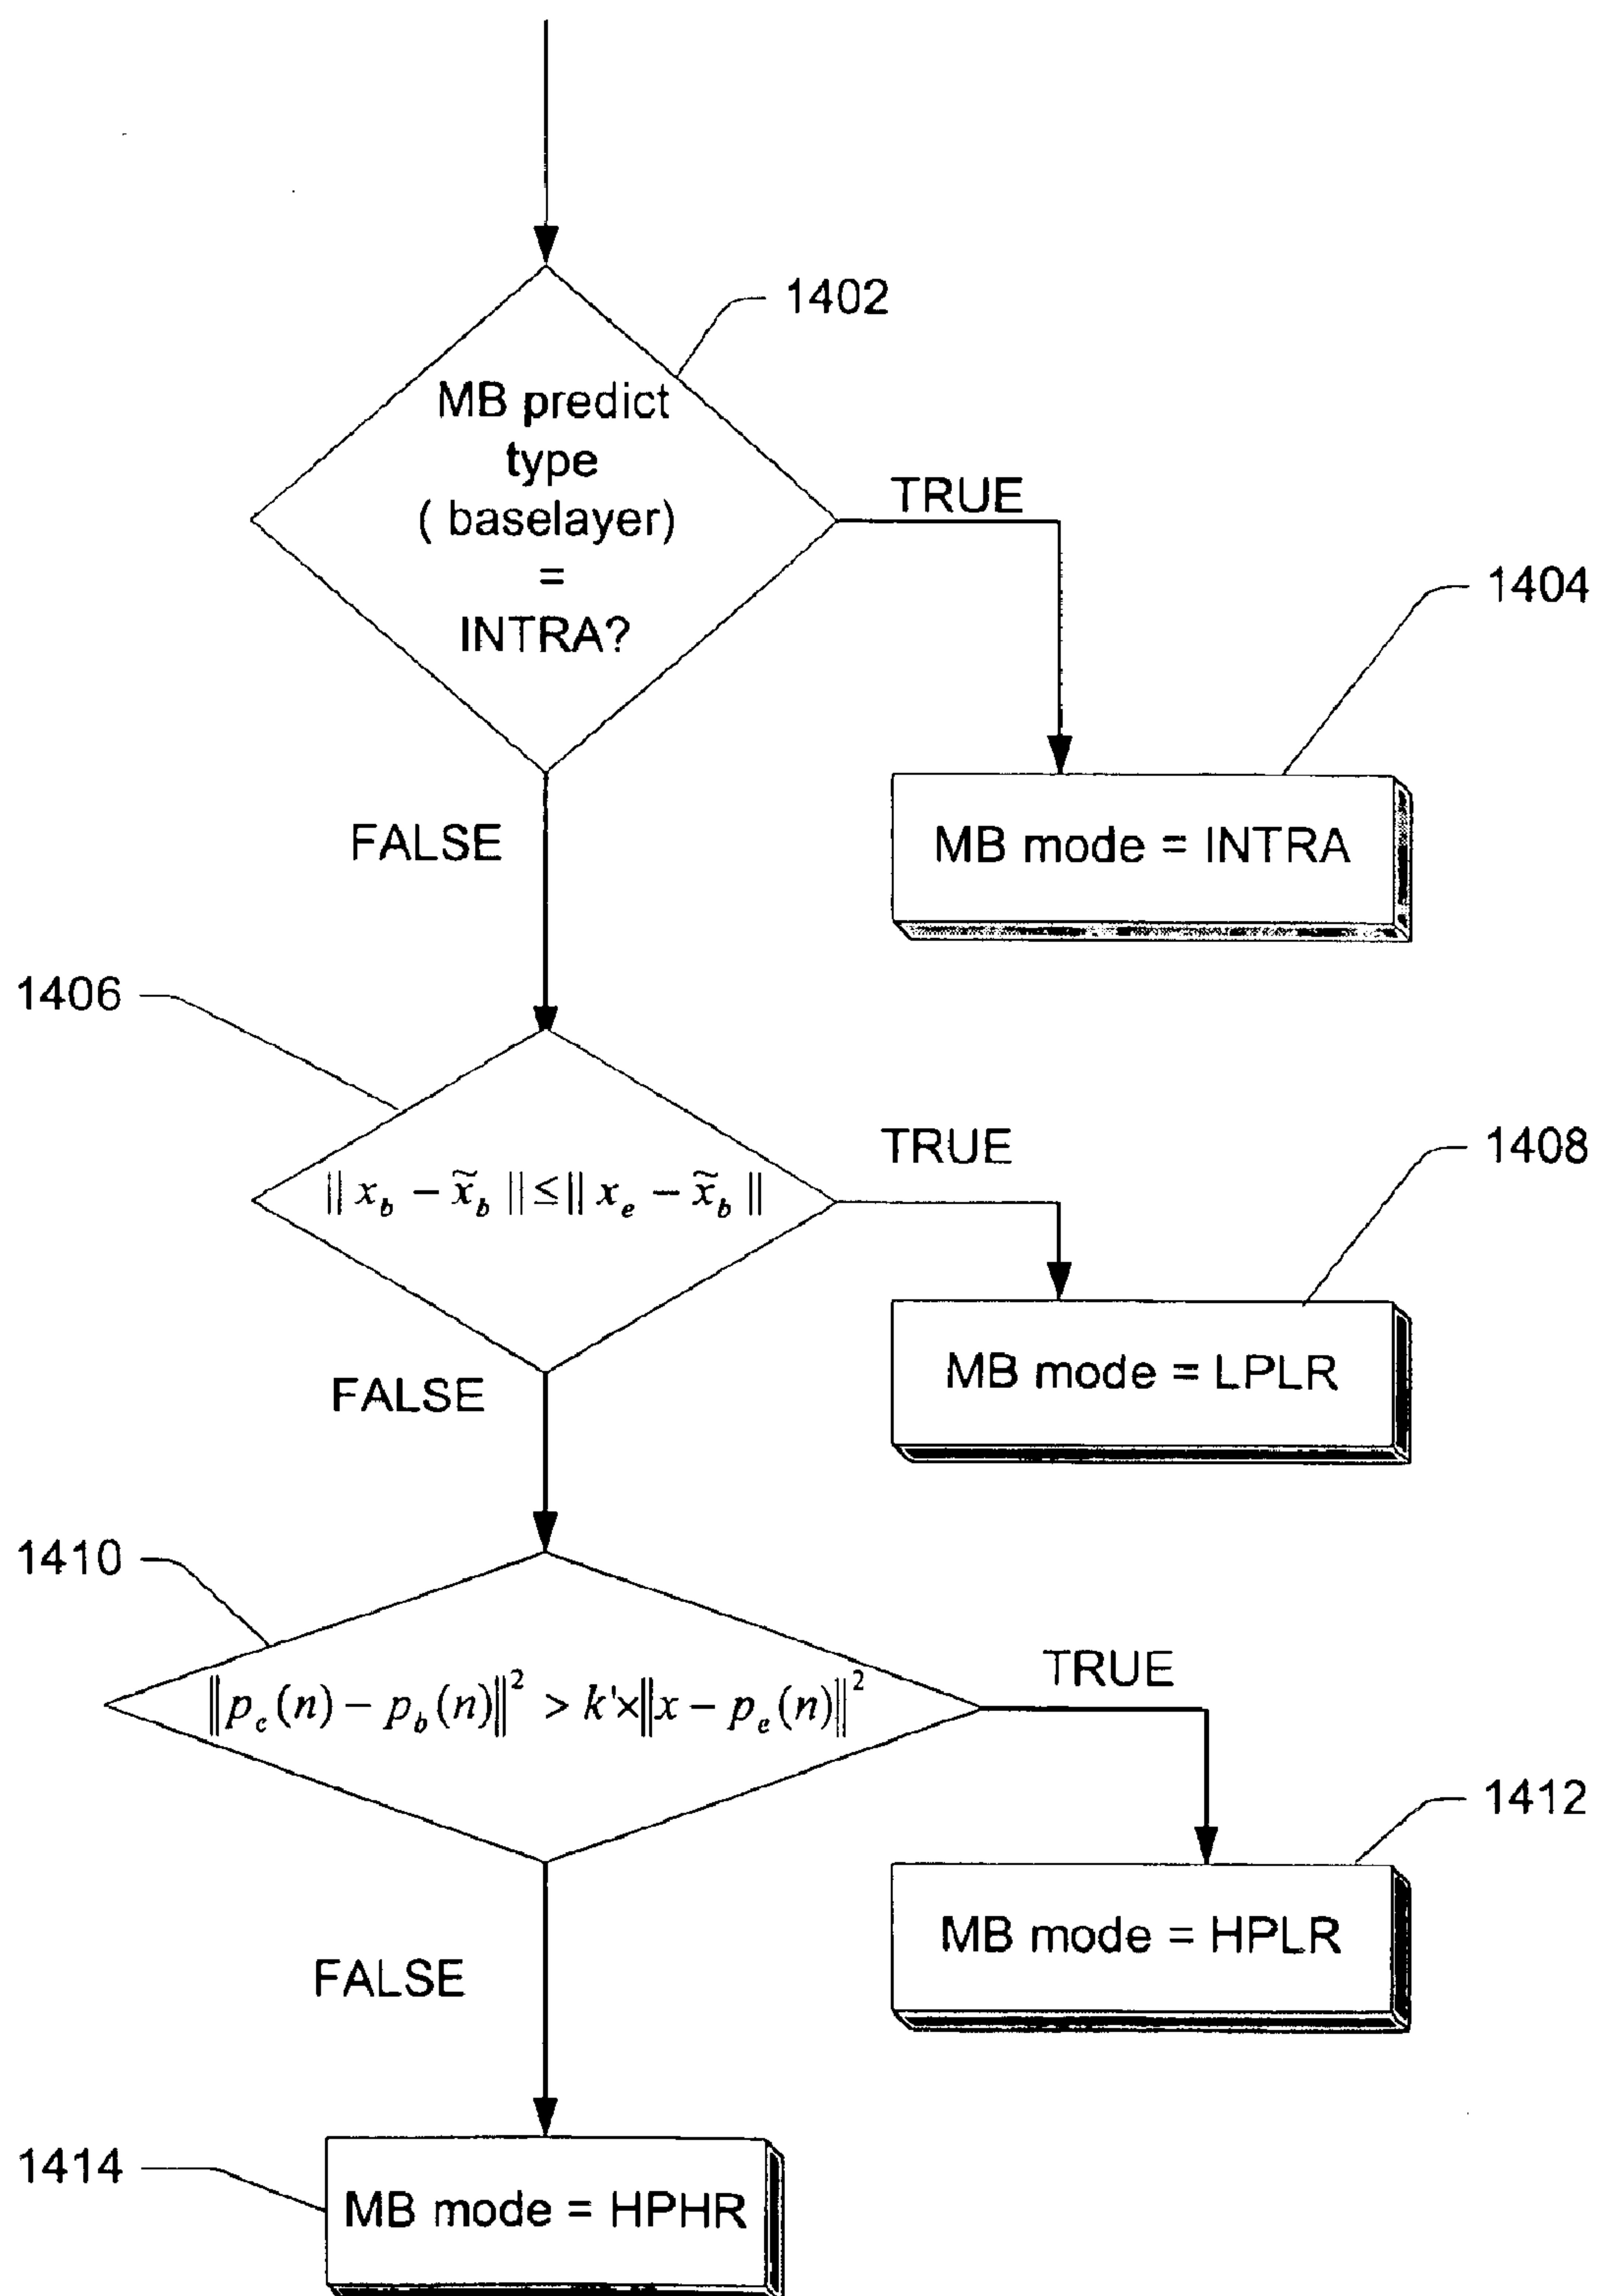 1402
MB predict
type
( baselayer)
=
INTRA?
TRUE
1404
MB mode = INTRA
FALSE
1406
|| x_b − x̃_b || ≤ || x_e − x̃_b ||
TRUE
1408
MB mode = LPLR
FALSE
1410
‖p_c(n) − p_b(n)‖² > k'×‖x − p_e(n)‖²
TRUE
1412
MB mode = HPLR
FALSE
1414
MB mode = HPHR